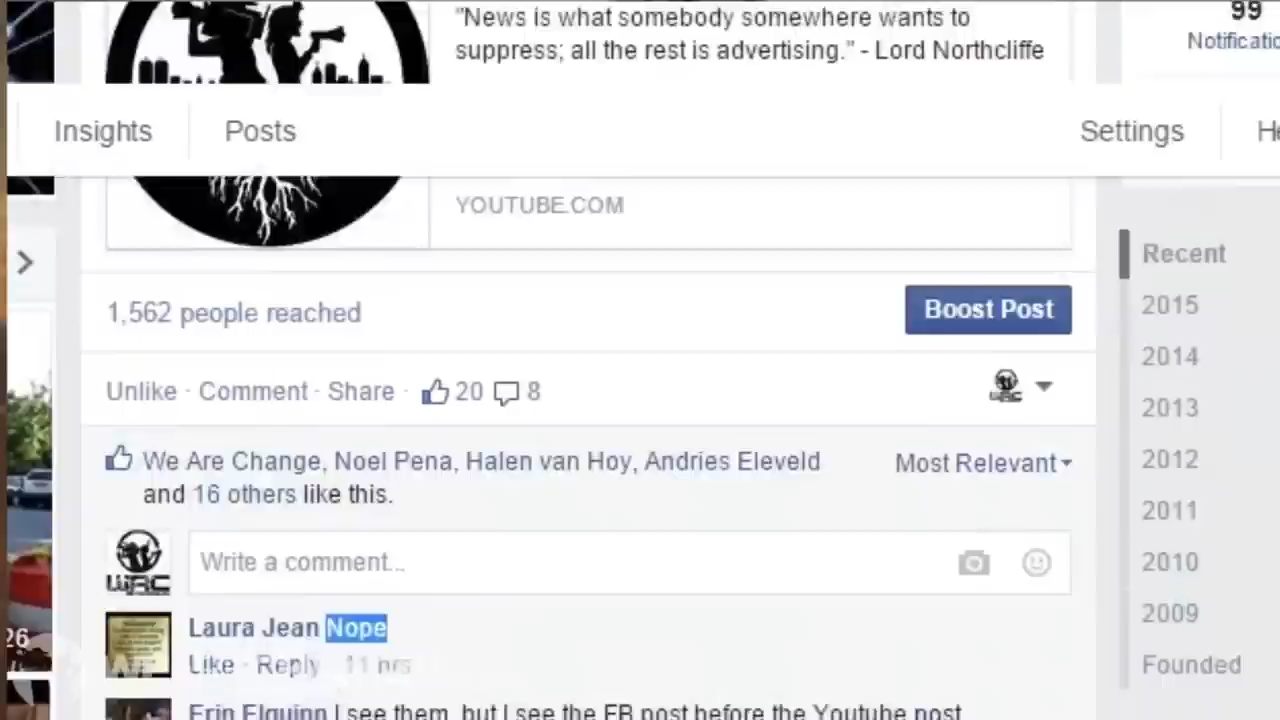 "News is what somebody somewhere wants to
suppress; all the rest is advertising." - Lord Northcliffe
99
Insights
Posts
Settings
YOUTUBE.COM
1,562 people reached
Boost Post
Unlike · Comment · Share · 20 8
We Are Change, Noel Pena, Halen van Hoy, Andries Eleveld
and 16 others like this.
Most Relevant
WRC
Write a comment...
Laura Jean Nope
Like · Reply · 11 hrs
Erin Elquinn I see them, but I see the FB post before the Youtube post
Recent
2015
2014
2013
2012
2011
2010
2009
Founded
26